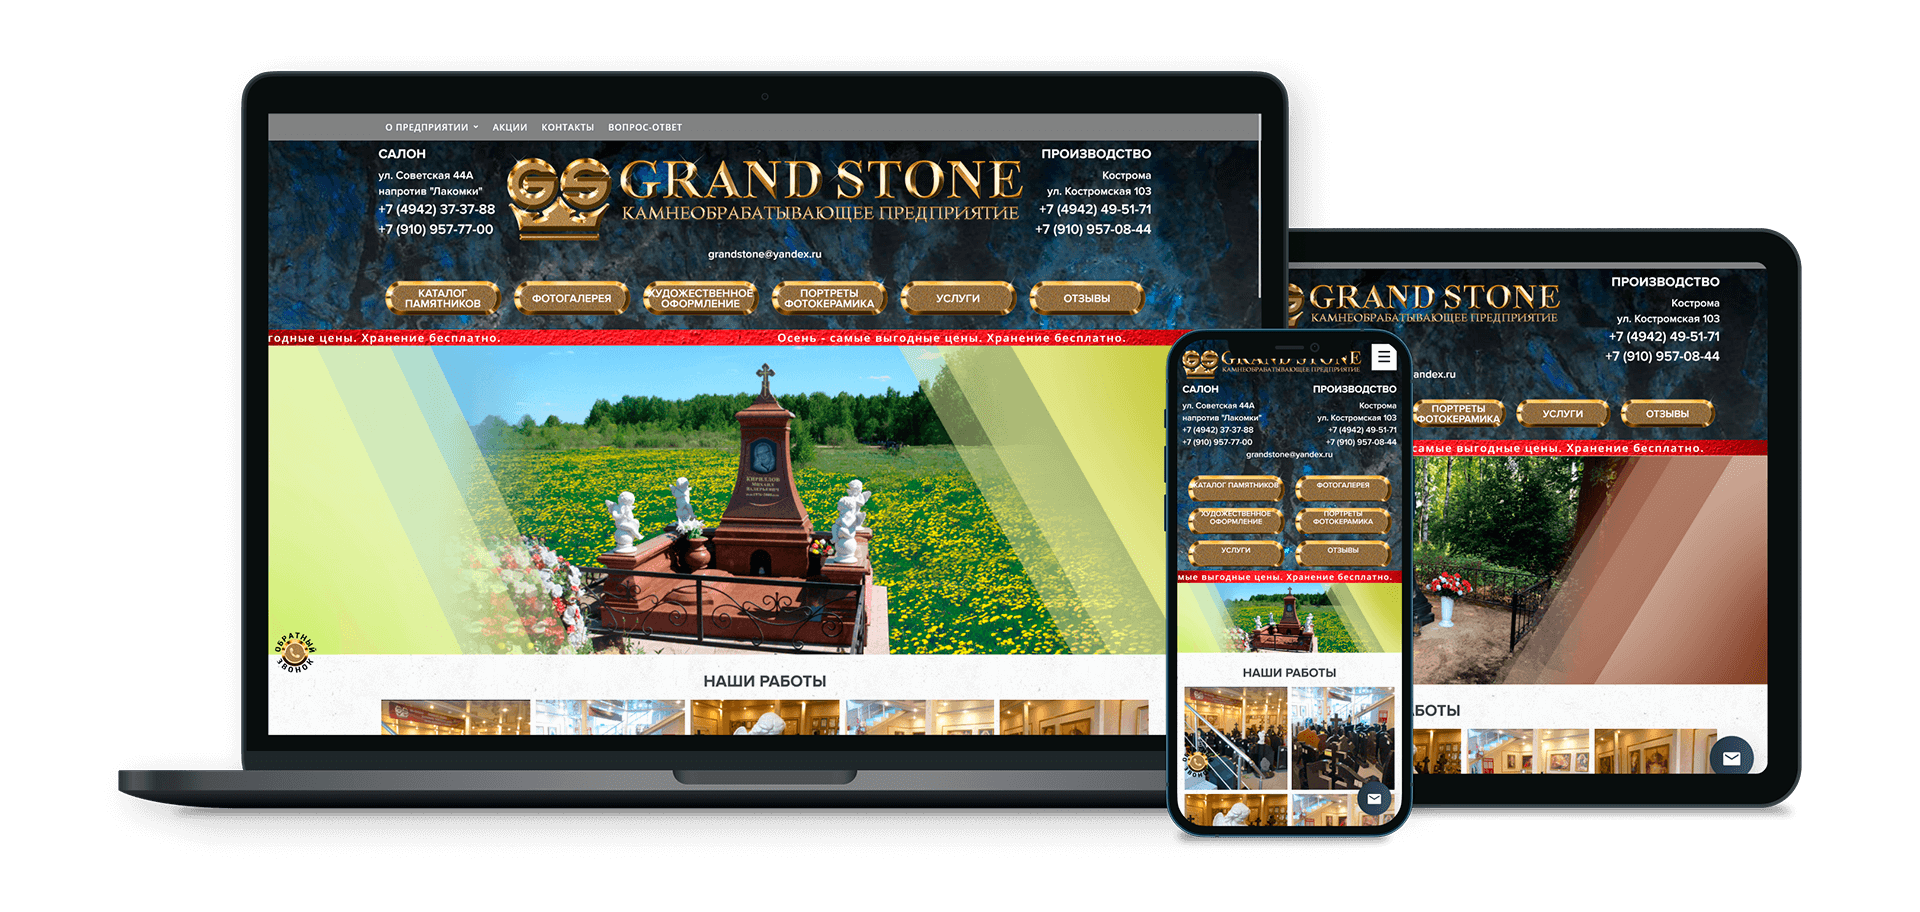 О ПРЕДПРИЯТИИ АКЦИИ КОНТАКТЫ ВОПРОС-ОТВЕТ
САЛОН
ул. Советская 44А
напротив "Лакомки"
+7 (4942) 37-37-88
+7 (910) 957-77-00
GS
GRAND STONE
КАМНЕОБРАБАТЫВАЮЩЕЕ ПРЕДПРИЯТИЕ
grandstone@yandex.ru
ПРОИЗВОДСТВО
Кострома
ул. Костромская 103
+7 (4942) 49-51-71
+7 (910) 957-08-44
КАТАЛОГ
ПАМЯТНИКОВ
ФОТОГАЛЕРЕЯ
ХУДОЖЕСТВЕННОЕ
ОФОРМЛЕНИЕ
ПОРТРЕТЫ
ФОТОКЕРАМИКА
УСЛУГИ
ОТЗЫВЫ
годные цены. Хранение бесплатно.
Осень - самые выгодные цены. Хранение бесплатно.
КИРИЛЛОВ
МИХАИЛ
ВАЛЕРЬЕВИЧ
ОБРАТНЫЙ
ЗВОНОК
НАШИ РАБОТЫ
GRAND STONE
КАМНЕОБРАБАТЫВАЮЩЕЕ ПРЕДПРИЯТИЕ
ПРОИЗВОДСТВО
Кострома
ул. Костромская 103
+7 (4942) 49-51-71
+7 (910) 957-08-44
andex.ru
ПОРТРЕТЫ
ФОТОКЕРАМИКА
УСЛУГИ
ОТЗЫВЫ
самые выгодные цены. Хранение бесплатно.
БОТЫ
GS
GRAND STONE
КАМНЕОБРАБАТЫВАЮЩЕЕ ПРЕДПРИЯТИЕ
САЛОН
ул. Советская 44А
напротив "Лакомки"
+7 (4942) 37-37-88
+7 (910) 957-77-00
ПРОИЗВОДСТВО
Кострома
ул. Костромская 103
+7 (4942) 49-51-71
+7 (910) 957-08-44
grandstone@yandex.ru
КАТАЛОГ ПАМЯТНИКОВ
ФОТОГАЛЕРЕЯ
ХУДОЖЕСТВЕННОЕ
ОФОРМЛЕНИЕ
ПОРТРЕТЫ
ФОТОКЕРАМИКА
УСЛУГИ
ОТЗЫВЫ
мые выгодные цены. Хранение бесплатно.
НАШИ РАБОТЫ